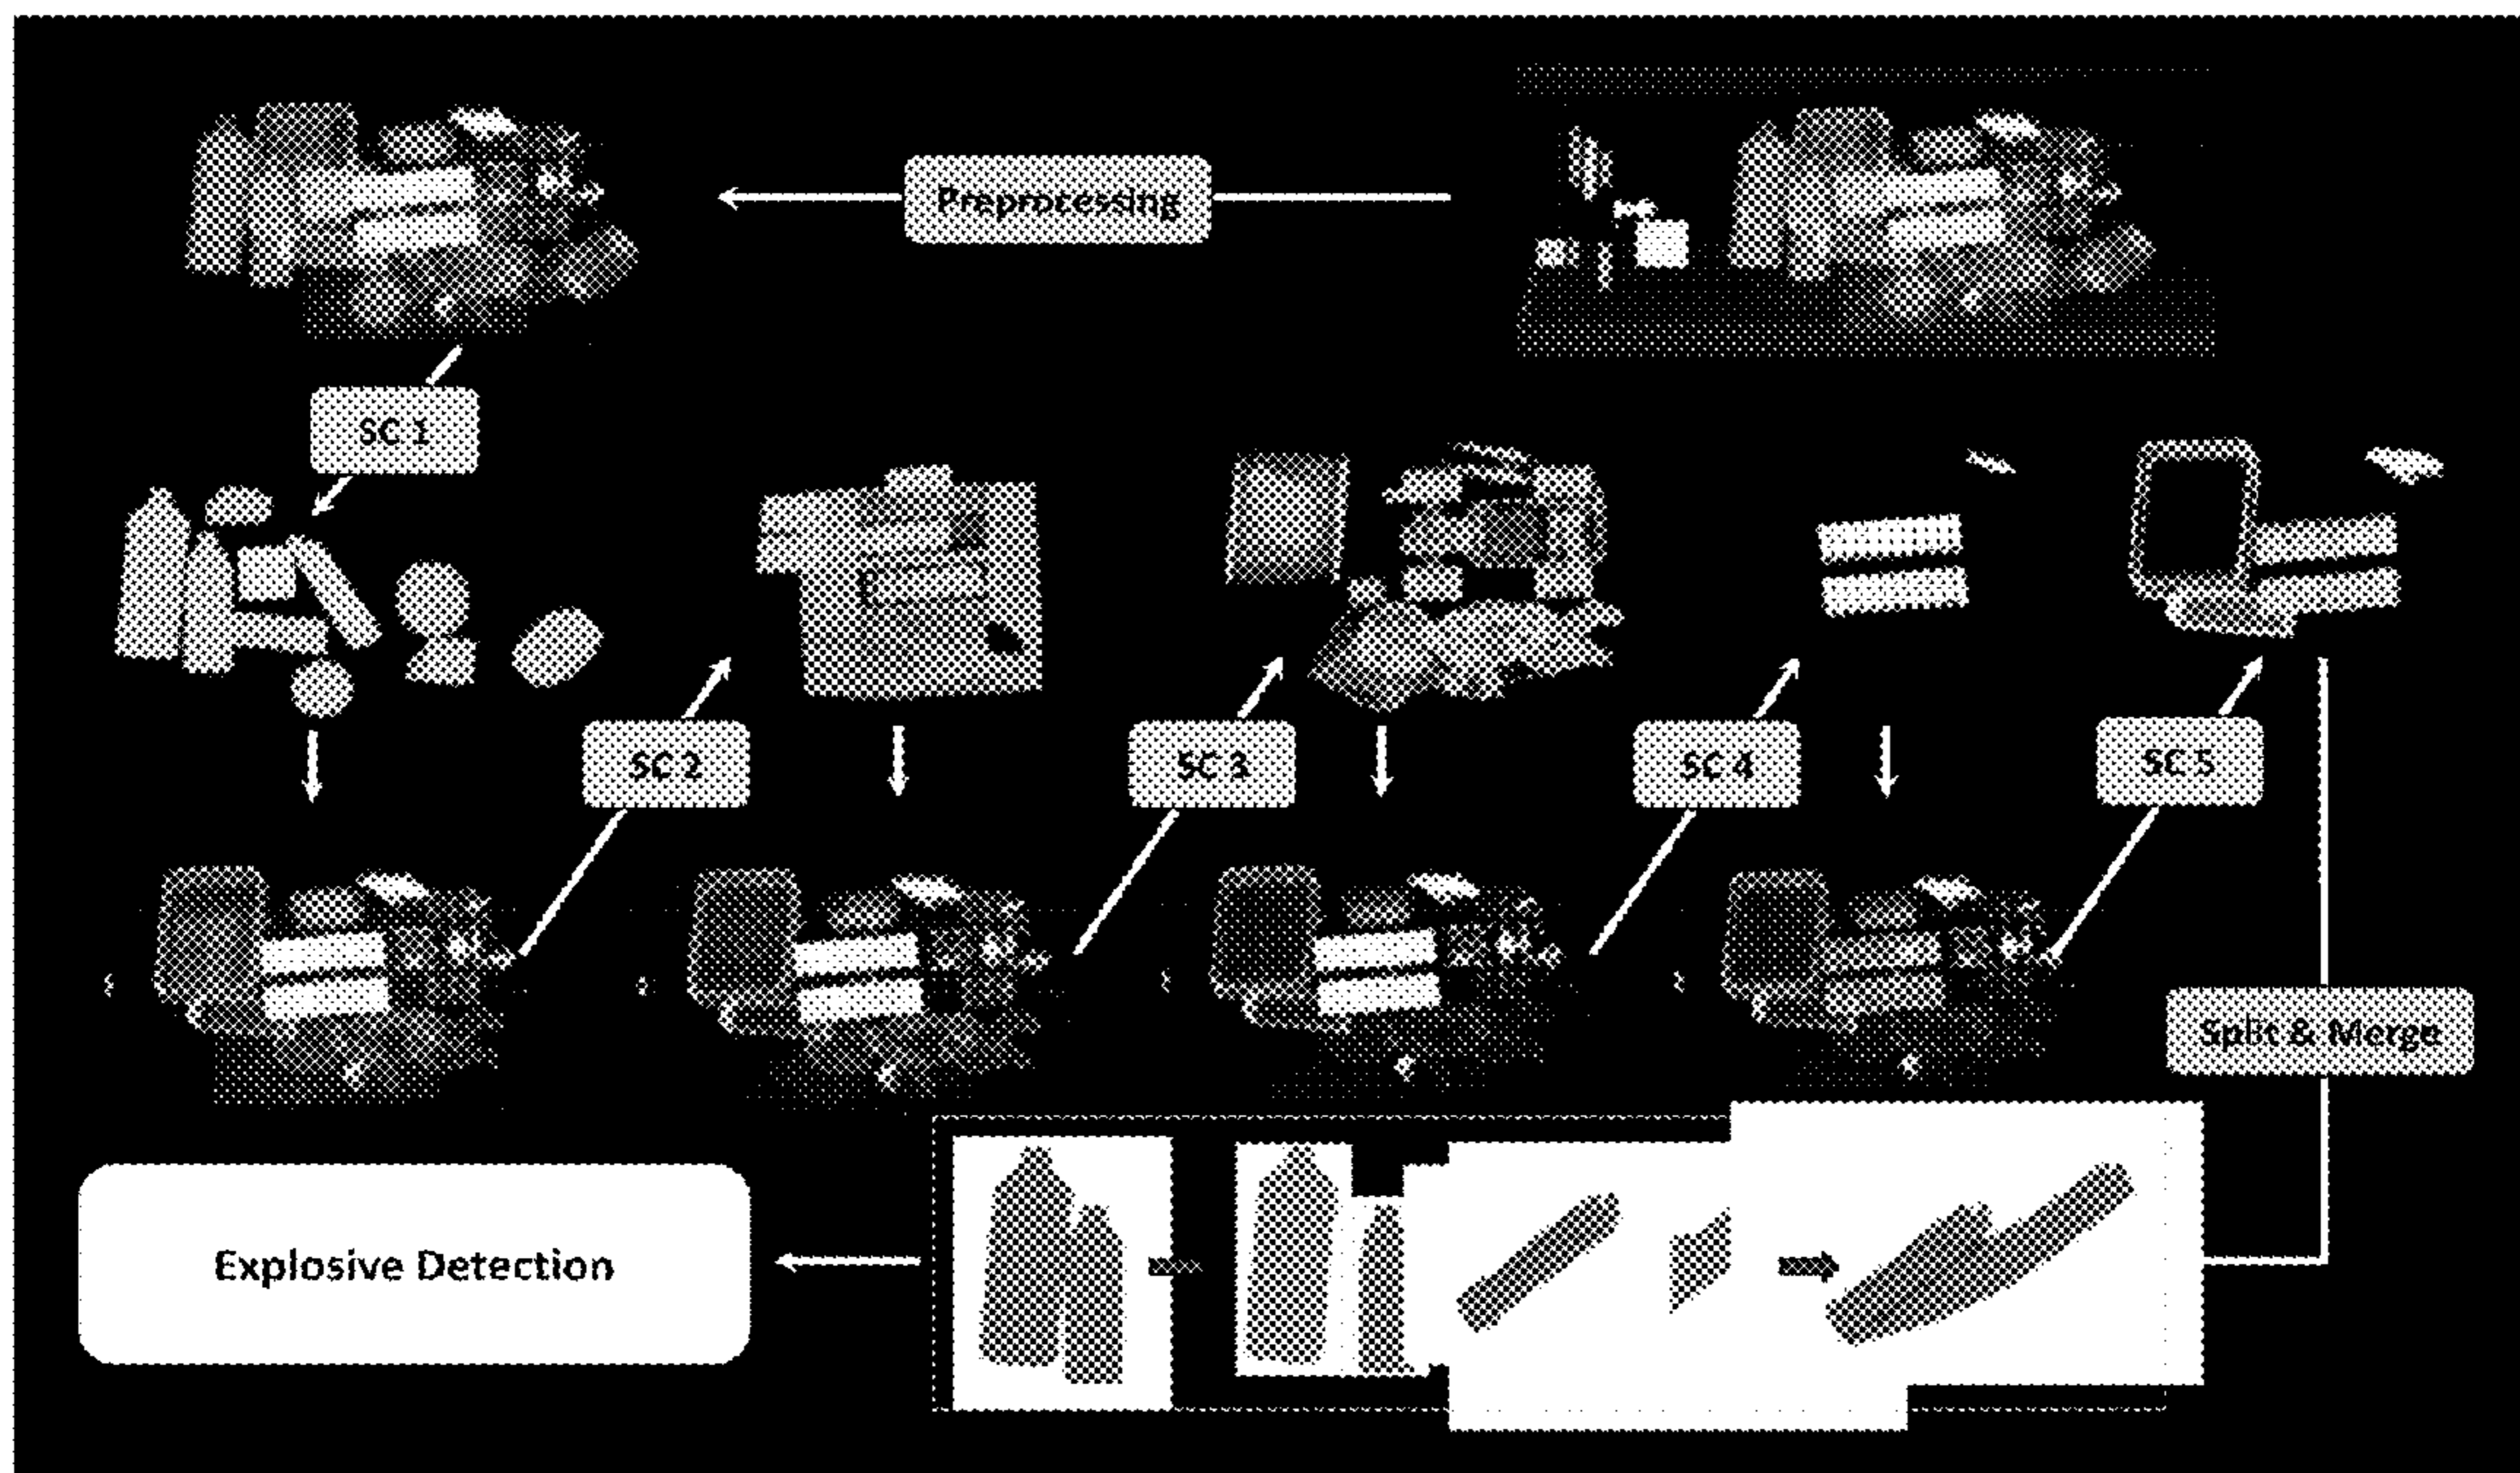 Preprocessing
SC 1
SC 2
SC 3
SC 4
SC 5
Split & Merge
Explosive Detection